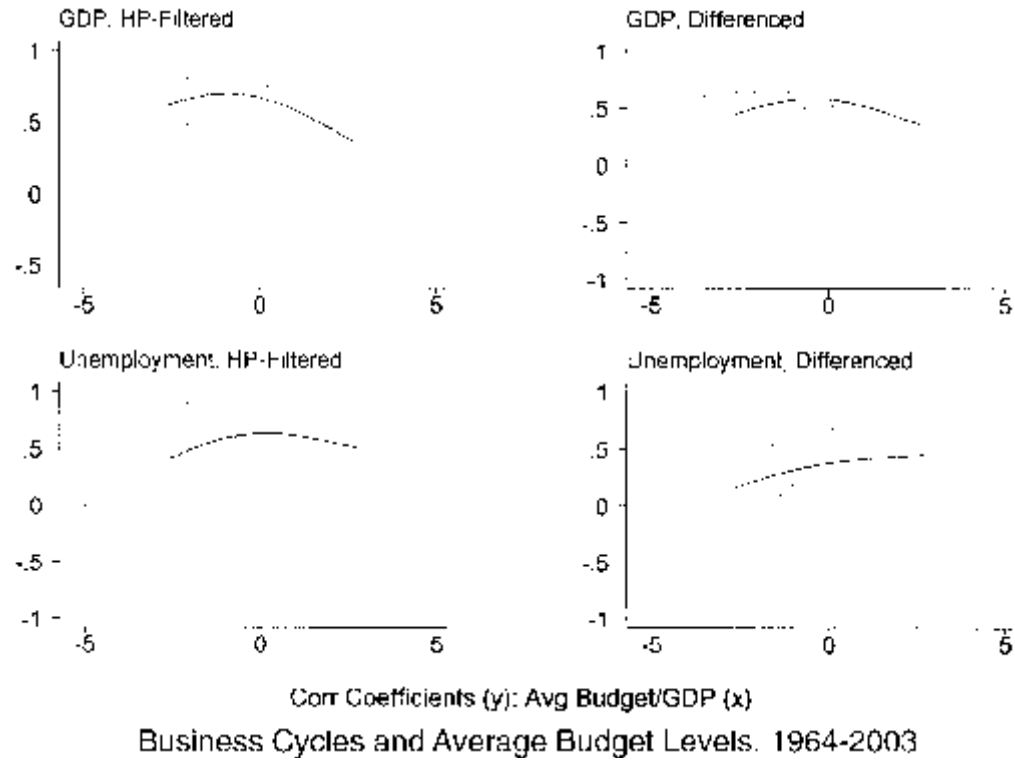 GDP, HP-Filtered
1
.5
0
-.5
-5 0 5
GDP, Differenced
1
.5
0
-.5
-1
-5 0 5
Unemployment, HP-Filtered
1
.5
0
-.5
-1
-5 0 5
Unemployment, Differenced
1
.5
0
-.5
-1
-5 0 5
Corr Coefficients (y): Avg Budget/GDP (x)
Business Cycles and Average Budget Levels. 1964-2003